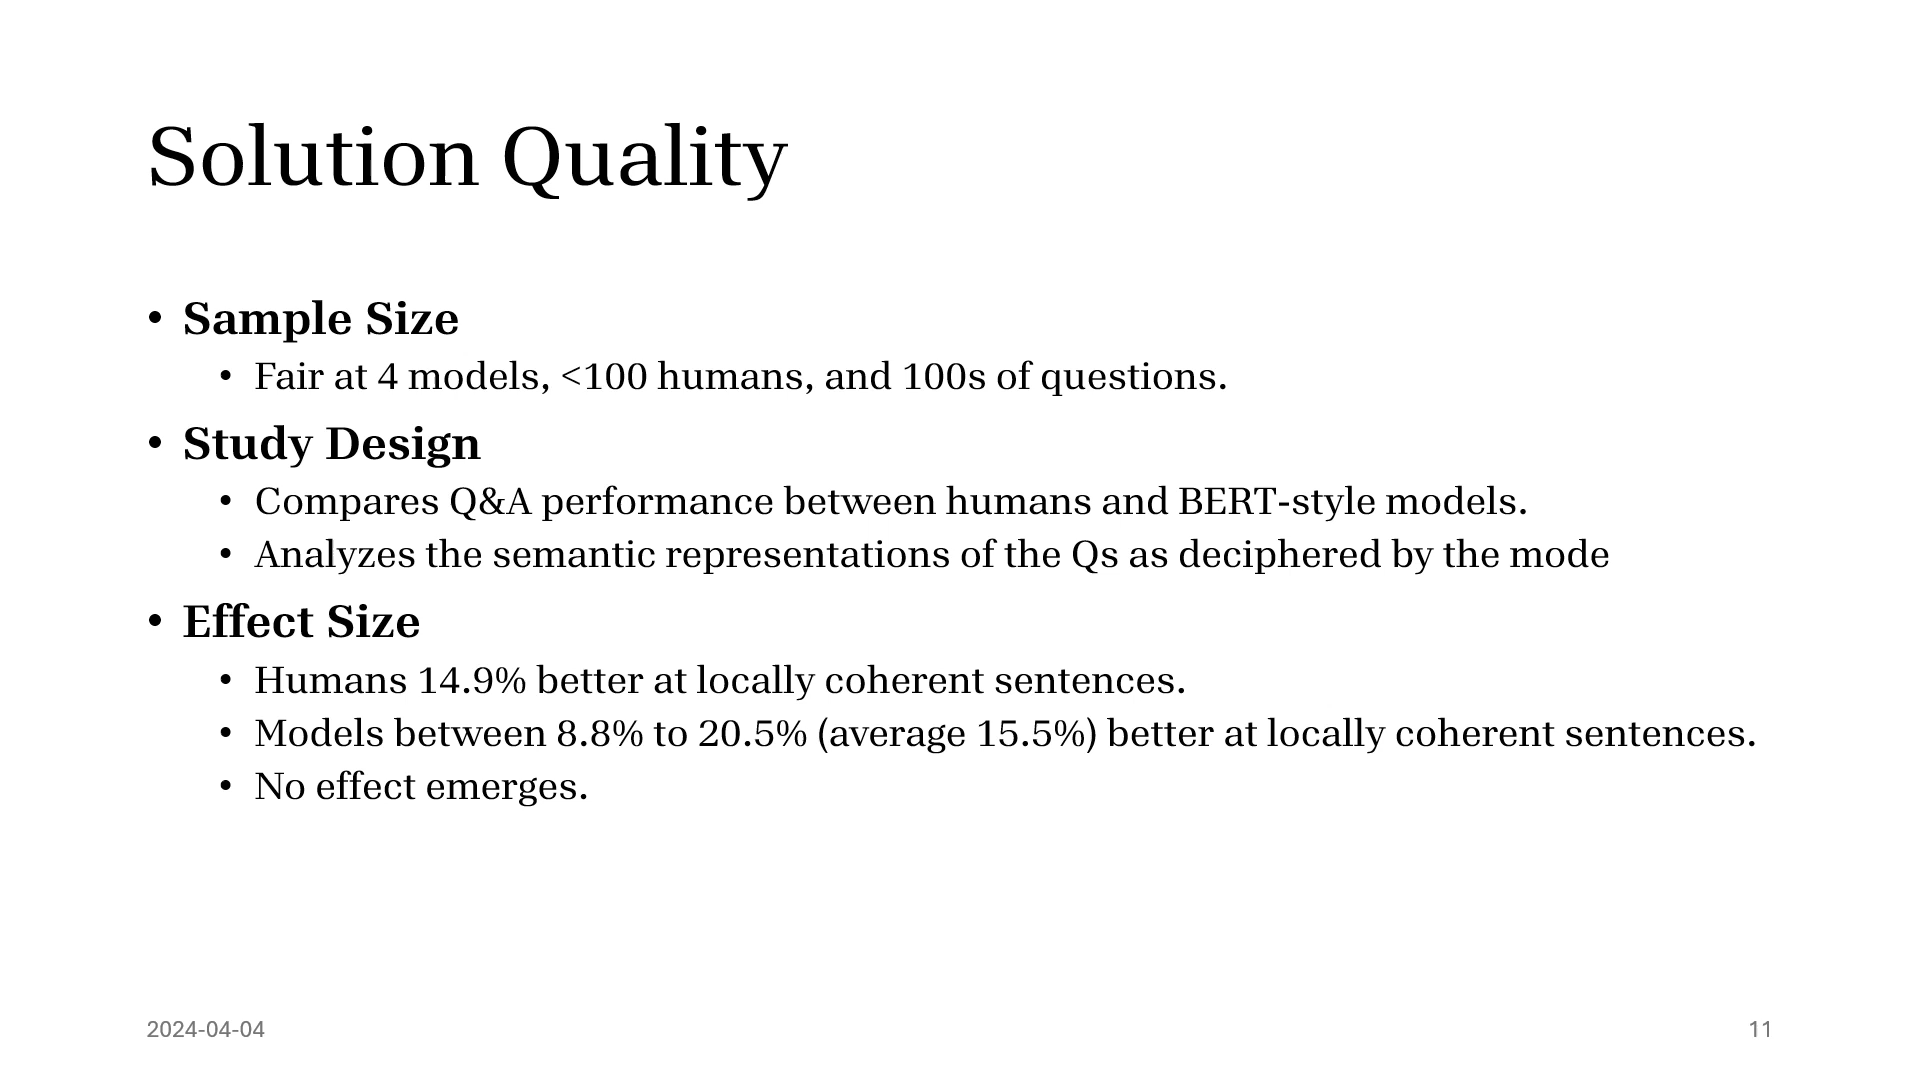 Solution Quality
• Sample Size
• Fair at 4 models, <100 humans, and 100s of questions.
• Study Design
• Compares Q&A performance between humans and BERT-style models.
• Analyzes the semantic representations of the Qs as deciphered by the mode
• Effect Size
• Humans 14.9% better at locally coherent sentences.
• Models between 8.8% to 20.5% (average 15.5%) better at locally coherent sentences.
• No effect emerges.
2024-04-04
11